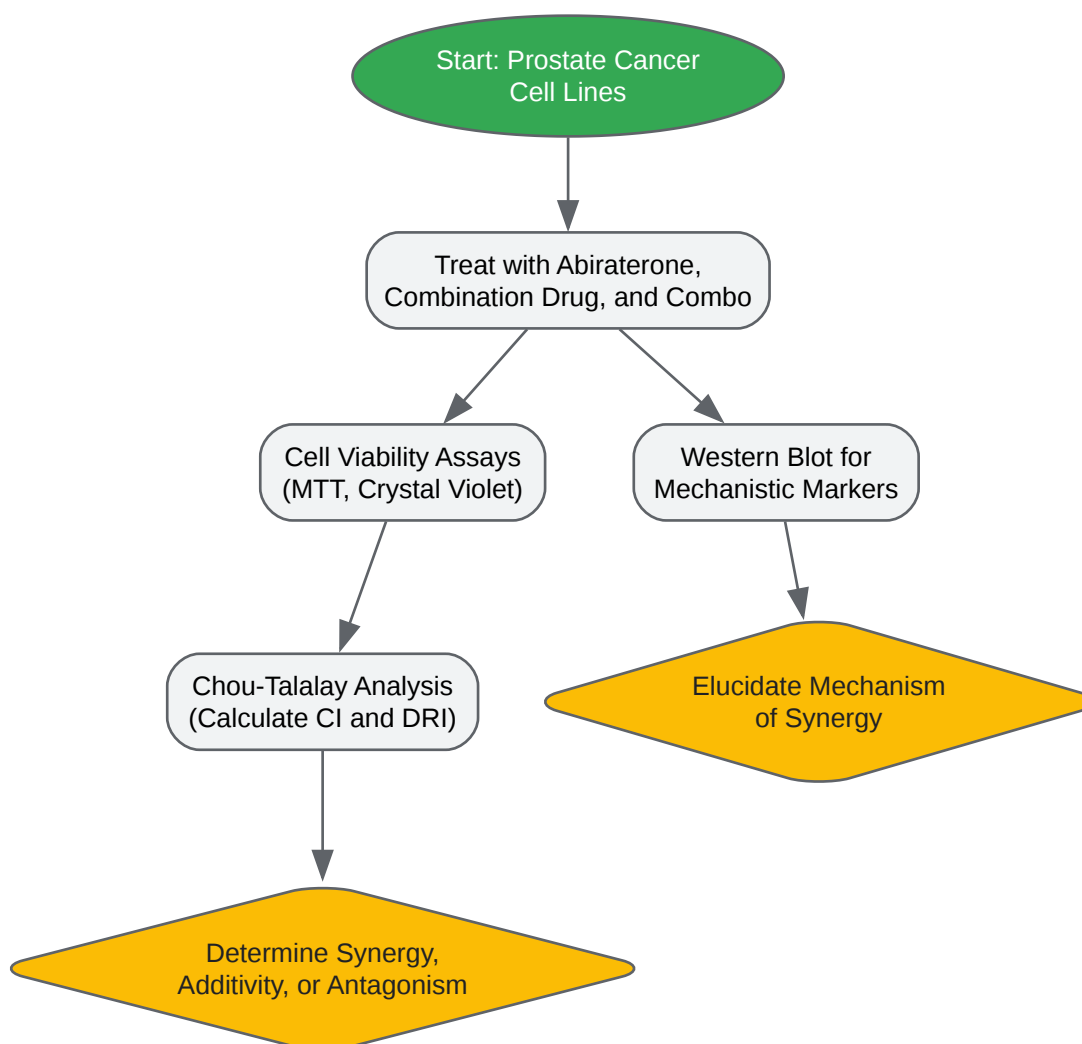 Start: Prostate Cancer
Cell Lines
Treat with Abiraterone,
Combination Drug, and Combo
Cell Viability Assays
(MTT, Crystal Violet)
Western Blot for
Mechanistic Markers
Chou-Talalay Analysis
(Calculate CI and DRI)
Elucidate Mechanism
of Synergy
Determine Synergy,
Additivity, or Antagonism